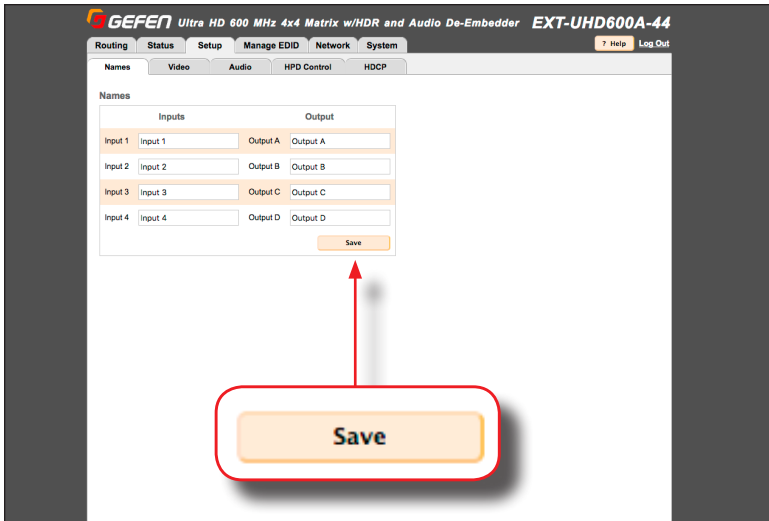 GEFEN Ultra HD 600 MHz 4x4 Matrix w/HDR and Audio De-Embedder EXT-UHD600A-44
Routing Status Setup Manage EDID Network System ? Help Log Out
Names Video Audio HPD Control HDCP
Names
Inputs Output
Input 1 Input 1 Output A Output A
Input 2 Input 2 Output B Output B
Input 3 Input 3 Output C Output C
Input 4 Input 4 Output D Output D
Save
Save